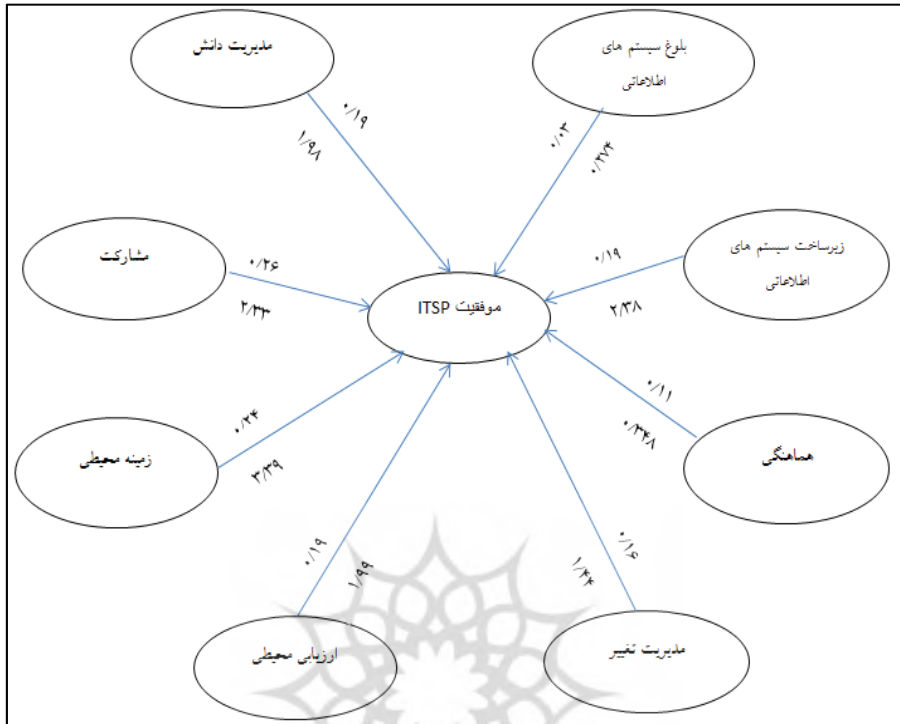 بلوغ سیستم های
اطلاعاتی
مدیریت دانش
۰/۰۳
۰/۲۷۴
۰/۱۹
۱/۹۸
زیرساخت سیستم های
اطلاعاتی
۰/۱۹
۲/۳۸
مشارکت
۰/۲۶
۲/۳۳
موفقیت ITSP
هماهنگی
۰/۱۱
۰/۳۴۸
زمینه محیطی
۰/۲۴
۳/۳۹
مدیریت تغییر
۰/۱۶
۱/۴۴
ارزیابی محیطی
۰/۱۹
۱/۹۹